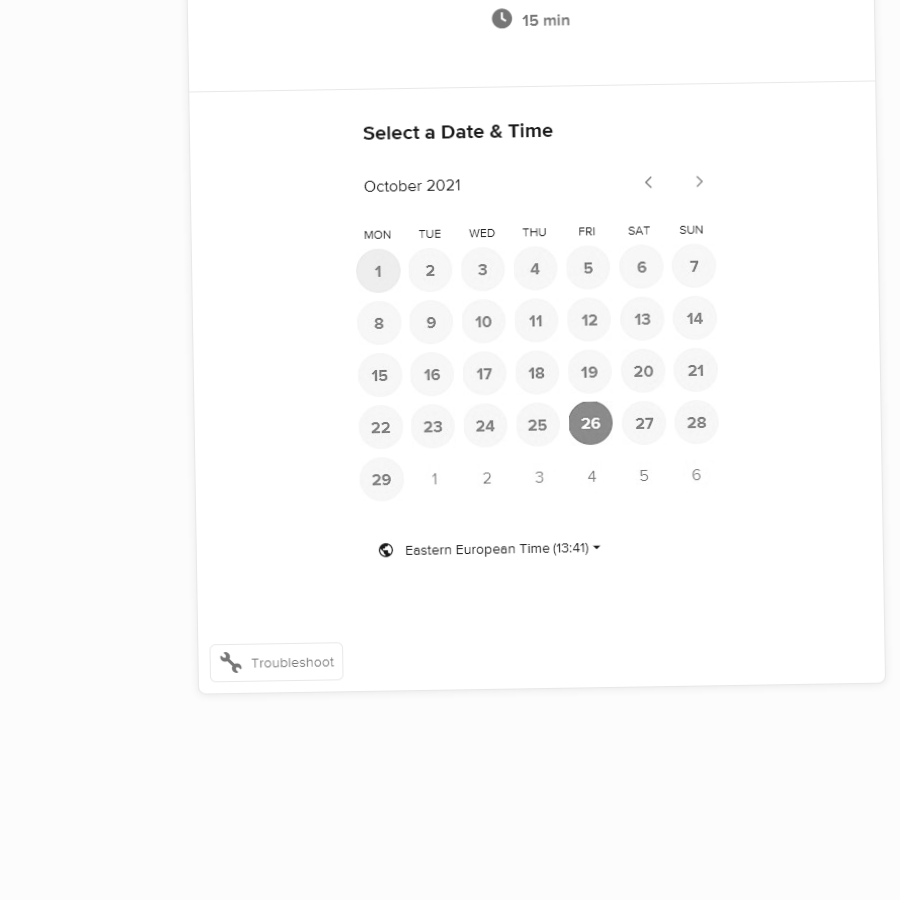 15 min
Select a Date & Time
October 2021
MON TUE WED THU FRI SAT SUN
1 2 3 4 5 6 7
8 9 10 11 12 13 14
15 16 17 18 19 20 21
22 23 24 25 26 27 28
29 1 2 3 4 5 6
Eastern European Time (13:41)
Troubleshoot